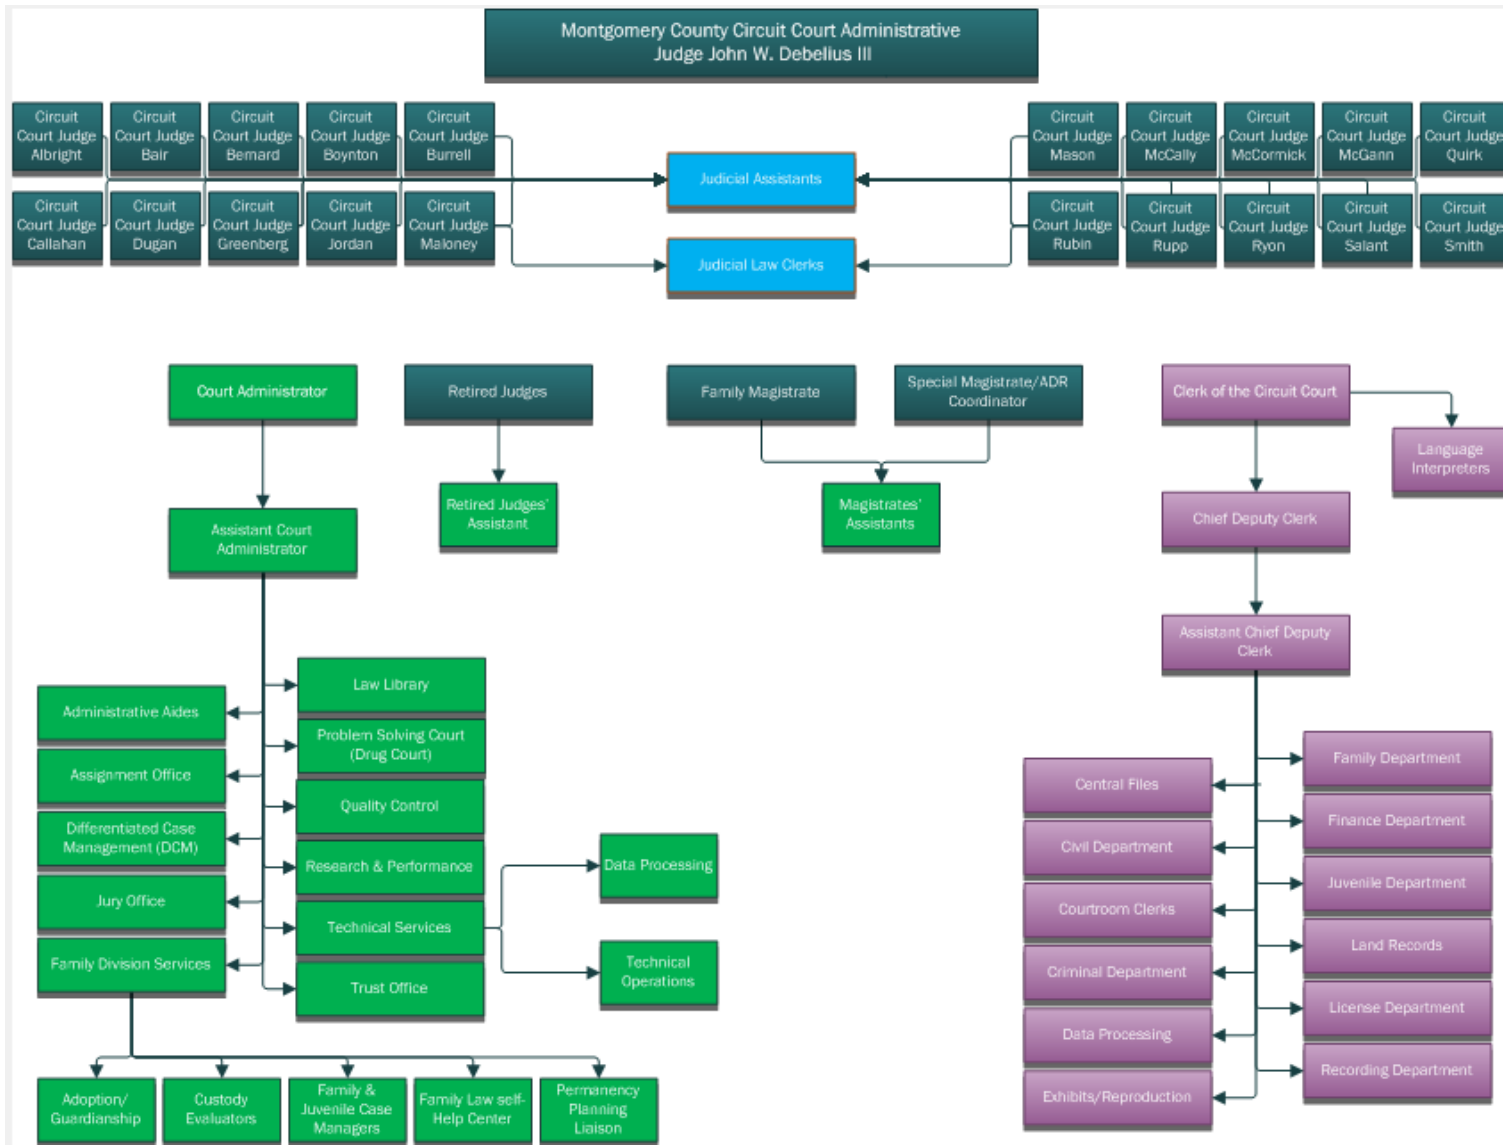 Montgomery County Circuit Court Administrative
Judge John W. Debelius III
Circuit
Court Judge
Albright
Circuit
Court Judge
Bair
Circuit
Court Judge
Bernard
Circuit
Court Judge
Boynton
Circuit
Court Judge
Burrell
Circuit
Court Judge
Mason
Circuit
Court Judge
McCally
Circuit
Court Judge
McCormick
Circuit
Court Judge
McGann
Circuit
Court Judge
Quirk
Judicial Assistants
Circuit
Court Judge
Callahan
Circuit
Court Judge
Dugan
Circuit
Court Judge
Greenberg
Circuit
Court Judge
Jordan
Circuit
Court Judge
Maloney
Circuit
Court Judge
Rubin
Circuit
Court Judge
Rupp
Circuit
Court Judge
Ryon
Circuit
Court Judge
Salant
Circuit
Court Judge
Smith
Judicial Law Clerks
Court Administrator
Retired Judges
Family Magistrate
Special Magistrate/ADR
Coordinator
Clerk of the Circuit Court
Language
Interpreters
Retired Judges'
Assistant
Magistrates'
Assistants
Chief Deputy Clerk
Assistant Court
Administrator
Assistant Chief Deputy
Clerk
Law Library
Administrative Aides
Problem Solving Court
(Drug Court)
Assignment Office
Quality Control
Differentiated Case
Management (DCM)
Research & Performance
Jury Office
Technical Services
Family Division Services
Trust Office
Data Processing
Technical
Operations
Adoption/
Guardianship
Custody
Evaluators
Family &
Juvenile Case
Managers
Family Law self-
Help Center
Permanency
Planning
Liaison
Family Department
Central Files
Finance Department
Civil Department
Juvenile Department
Courtroom Clerks
Land Records
Criminal Department
License Department
Data Processing
Recording Department
Exhibits/Reproduction